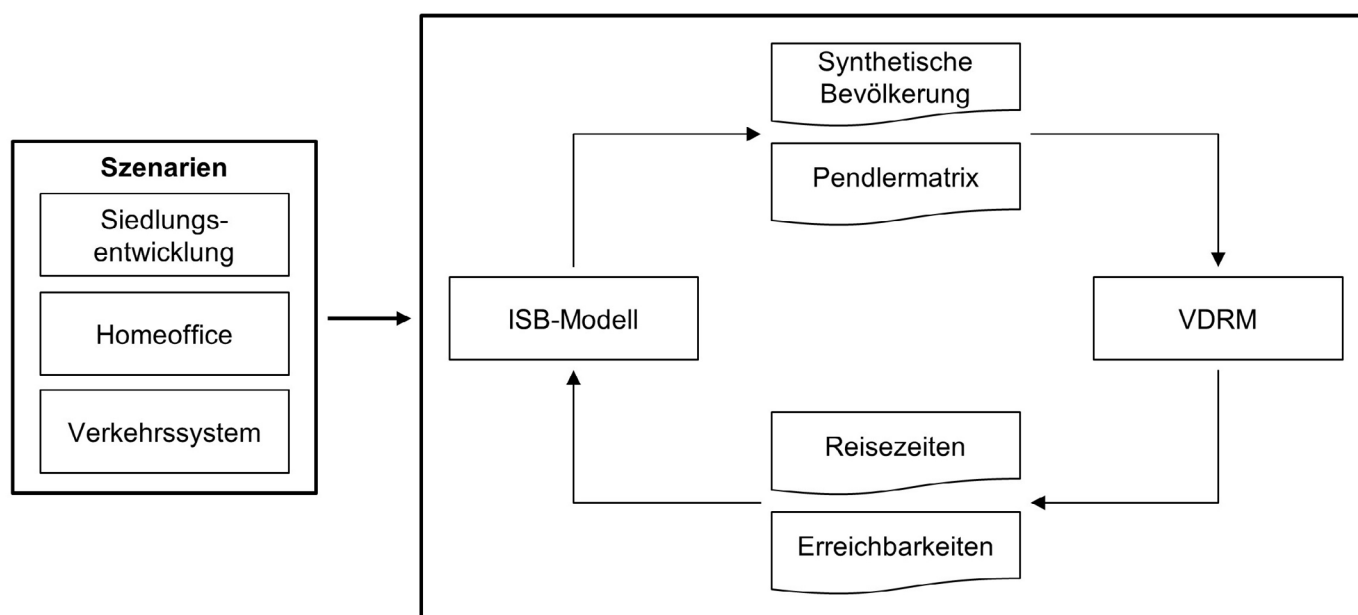 Szenarien
Siedlungs-
entwicklung
Homeoffice
Verkehrssystem
Synthetische
Bevölkerung
Pendlermatrix
ISB-Modell
VDRM
Reisezeiten
Erreichbarkeiten